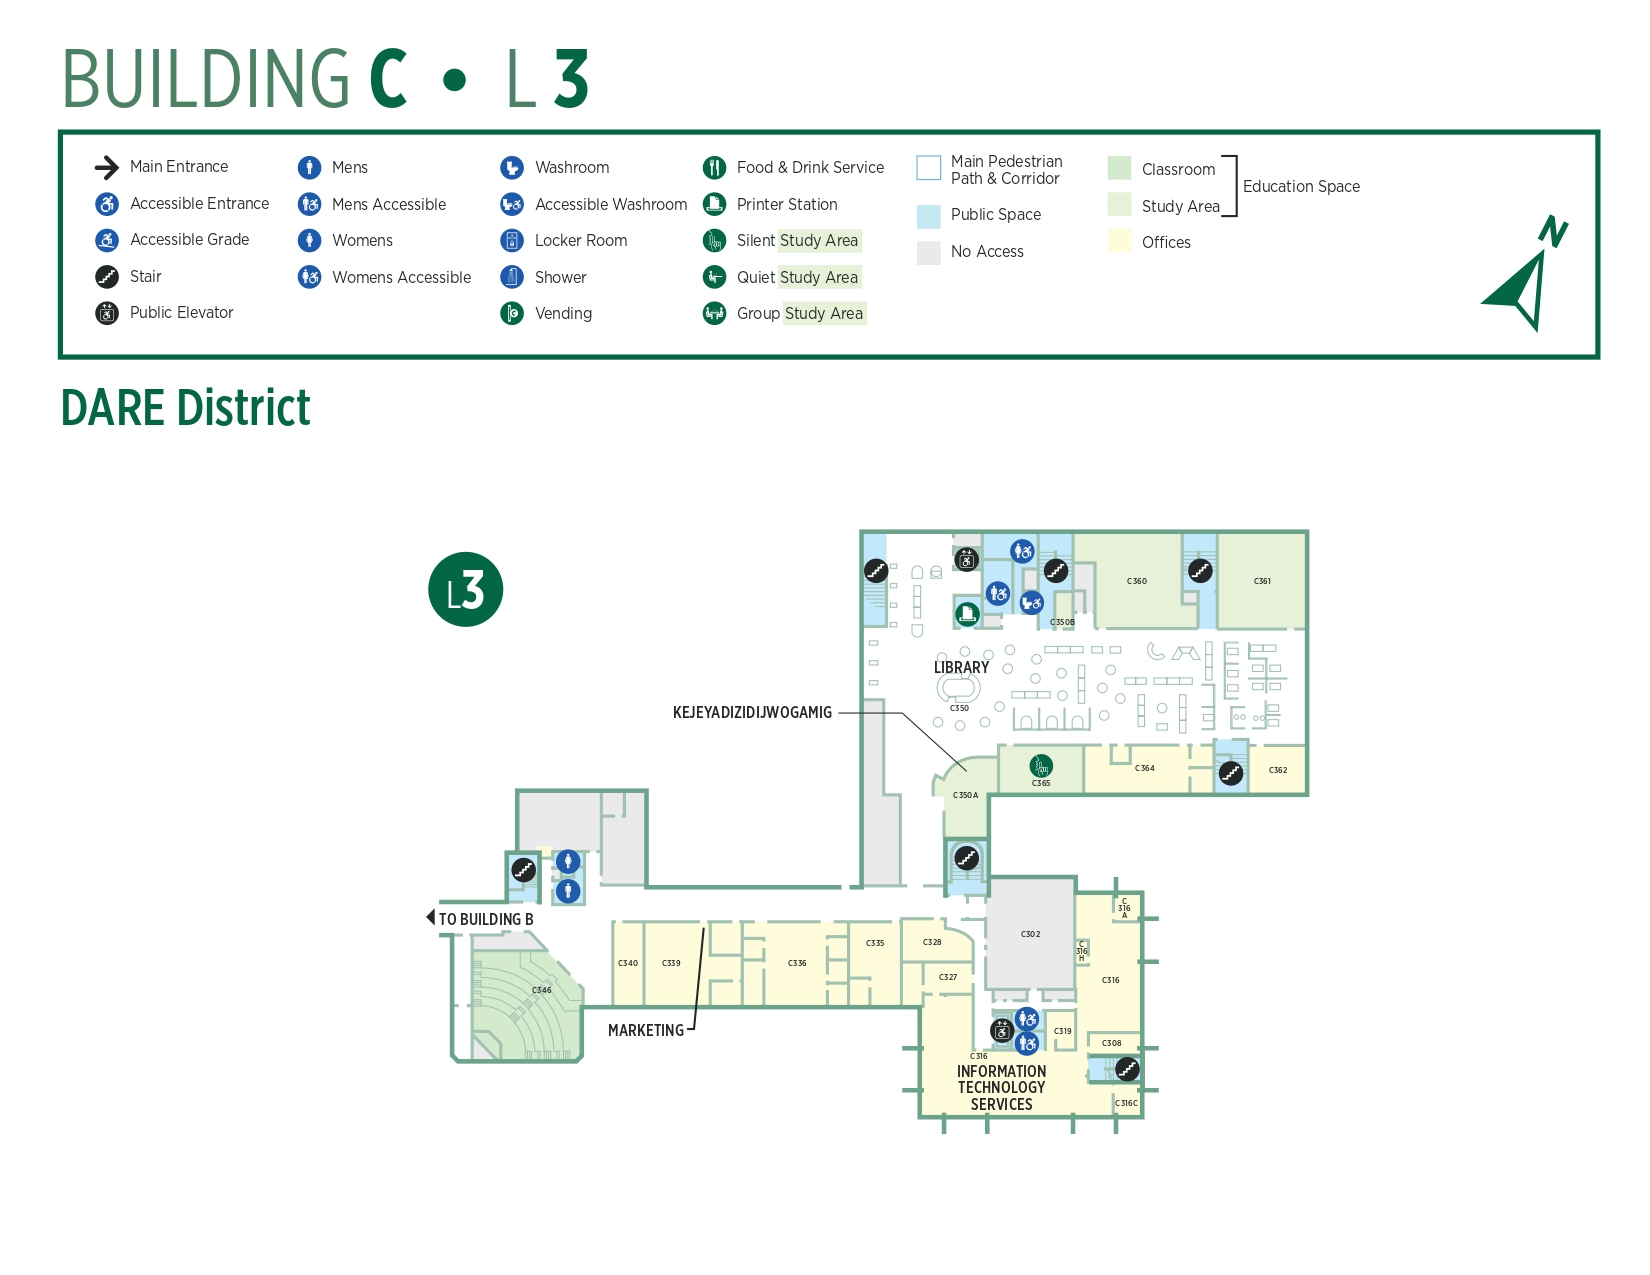 BUILDING C • L 3
Main Entrance
Accessible Entrance
Accessible Grade
Stair
Public Elevator
Mens
Mens Accessible
Womens
Womens Accessible
Washroom
Accessible Washroom
Locker Room
Shower
Vending
Food & Drink Service
Printer Station
Silent Study Area
Quiet Study Area
Group Study Area
Main Pedestrian
Path & Corridor
Public Space
No Access
Classroom
Study Area
Offices
Education Space
N
DARE District
L3
C360
C361
C350B
LIBRARY
C350
KEJEYADIZIDIJWOGAMIG
C365
C364
C362
C350A
TO BUILDING B
C346
C340
C339
C336
C335
C328
C327
C302
C
316
A
C
316
H
C316
C319
C308
MARKETING
C316
INFORMATION
TECHNOLOGY
SERVICES
C316C